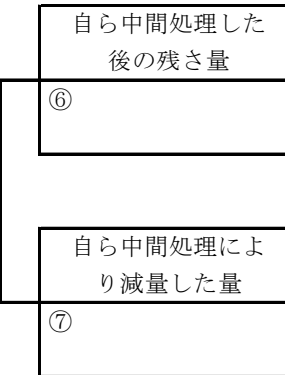 自ら中間処理した
後の残さ量
⑥
自ら中間処理によ
り減量した量
⑦